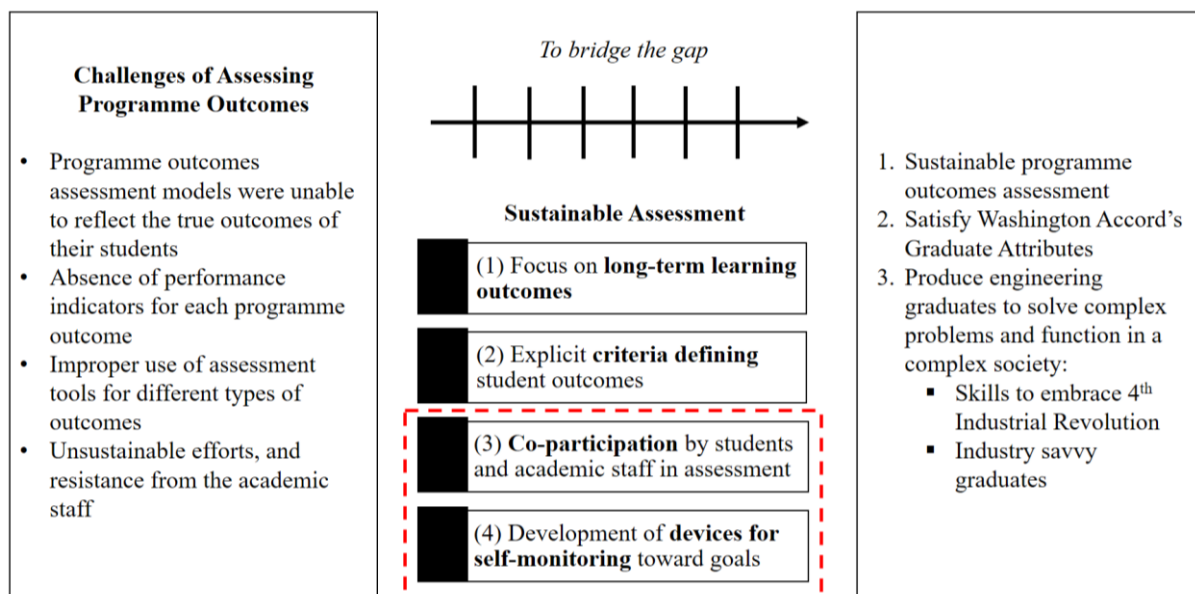 Challenges of Assessing
Programme Outcomes
• Programme outcomes
assessment models were unable
to reflect the true outcomes of
their students
• Absence of performance
indicators for each programme
outcome
• Improper use of assessment
tools for different types of
outcomes
• Unsustainable efforts, and
resistance from the academic
staff
To bridge the gap
Sustainable Assessment
(1) Focus on long-term learning
outcomes
(2) Explicit criteria defining
student outcomes
(3) Co-participation by students
and academic staff in assessment
(4) Development of devices for
self-monitoring toward goals
1. Sustainable programme
outcomes assessment
2. Satisfy Washington Accord’s
Graduate Attributes
3. Produce engineering
graduates to solve complex
problems and function in a
complex society:
▪ Skills to embrace 4th
Industrial Revolution
▪ Industry savvy
graduates